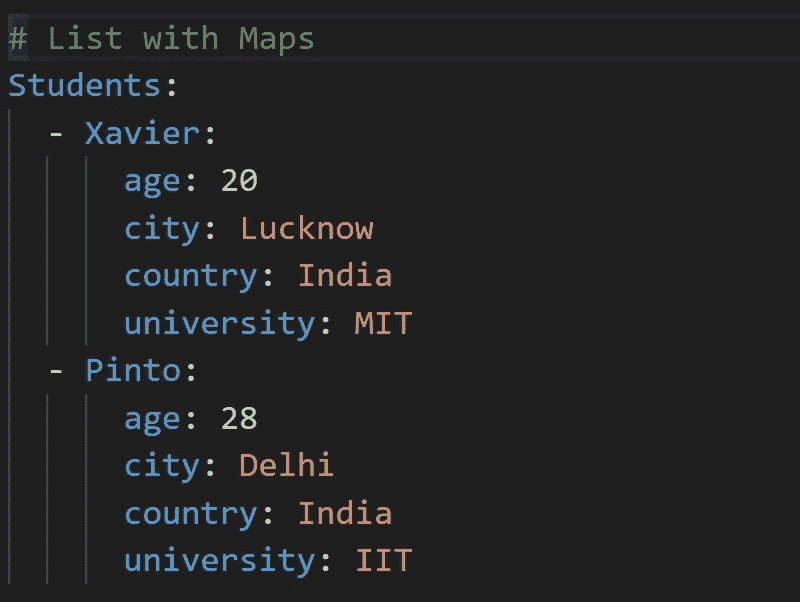 # List with Maps
Students:
  - Xavier:
      age: 20
      city: Lucknow
      country: India
      university: MIT
  - Pinto:
      age: 28
      city: Delhi
      country: India
      university: IIT